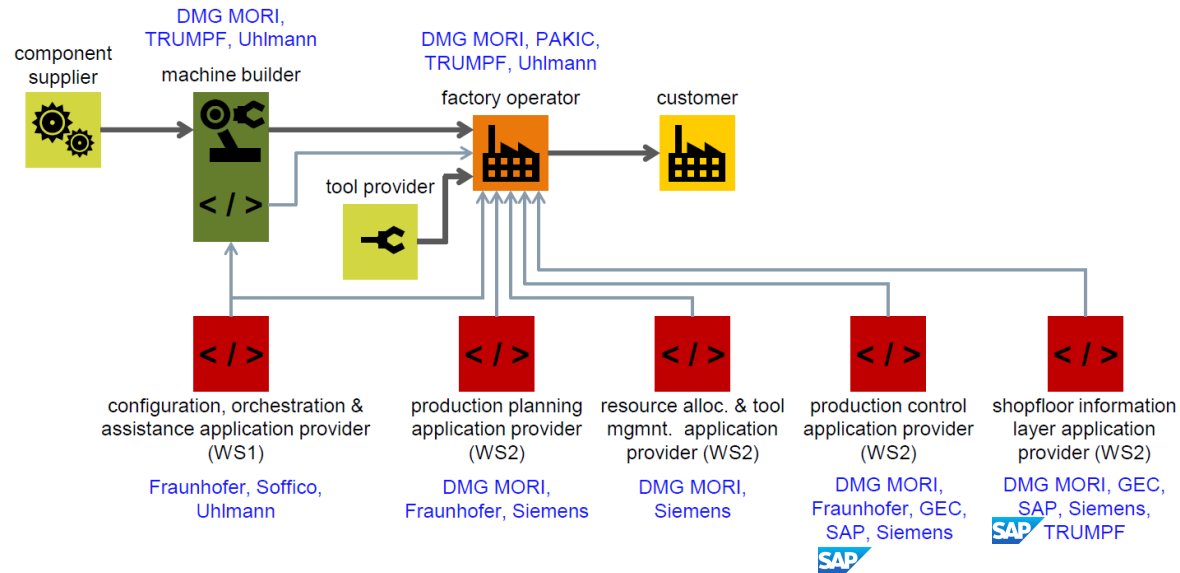 DMG MORI,
TRUMPF, Uhlmann
DMG MORI, PAKIC,
TRUMPF, Uhlmann
component
supplier
machine builder
factory operator
customer
tool provider
< / >
< / >
< / >
< / >
< / >
< / >
configuration, orchestration &
assistance application provider
(WS1)
Fraunhofer, Soffico,
Uhlmann
production planning
application provider
(WS2)
DMG MORI,
Fraunhofer, Siemens
resource alloc. & tool
mgmnt. application
provider (WS2)
DMG MORI,
Siemens
production control
application provider
(WS2)
DMG MORI,
Fraunhofer, GEC,
SAP, Siemens
SAP
shopfloor information
layer application
provider (WS2)
DMG MORI, GEC,
SAP, Siemens,
SAP TRUMPF